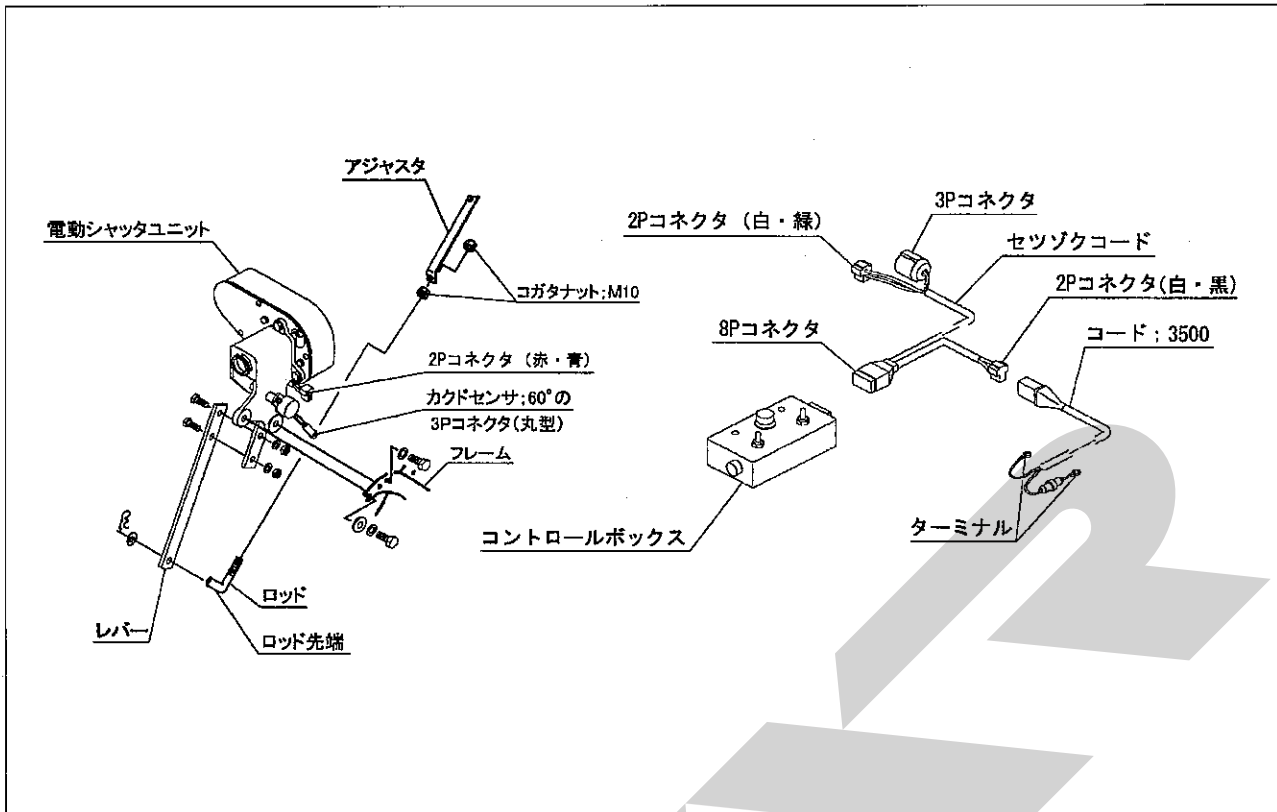 アジャスタ
電動シャッタユニット
コガタナット;M10
2Pコネクタ (赤・青)
カクドセンサ;60°の
3Pコネクタ(丸型)
フレーム
ロッド
レバー
ロッド先端
3Pコネクタ
2Pコネクタ (白・緑)
セツゾクコード
2Pコネクタ(白・黒)
8Pコネクタ
コード;3500
コントロールボックス
ターミナル